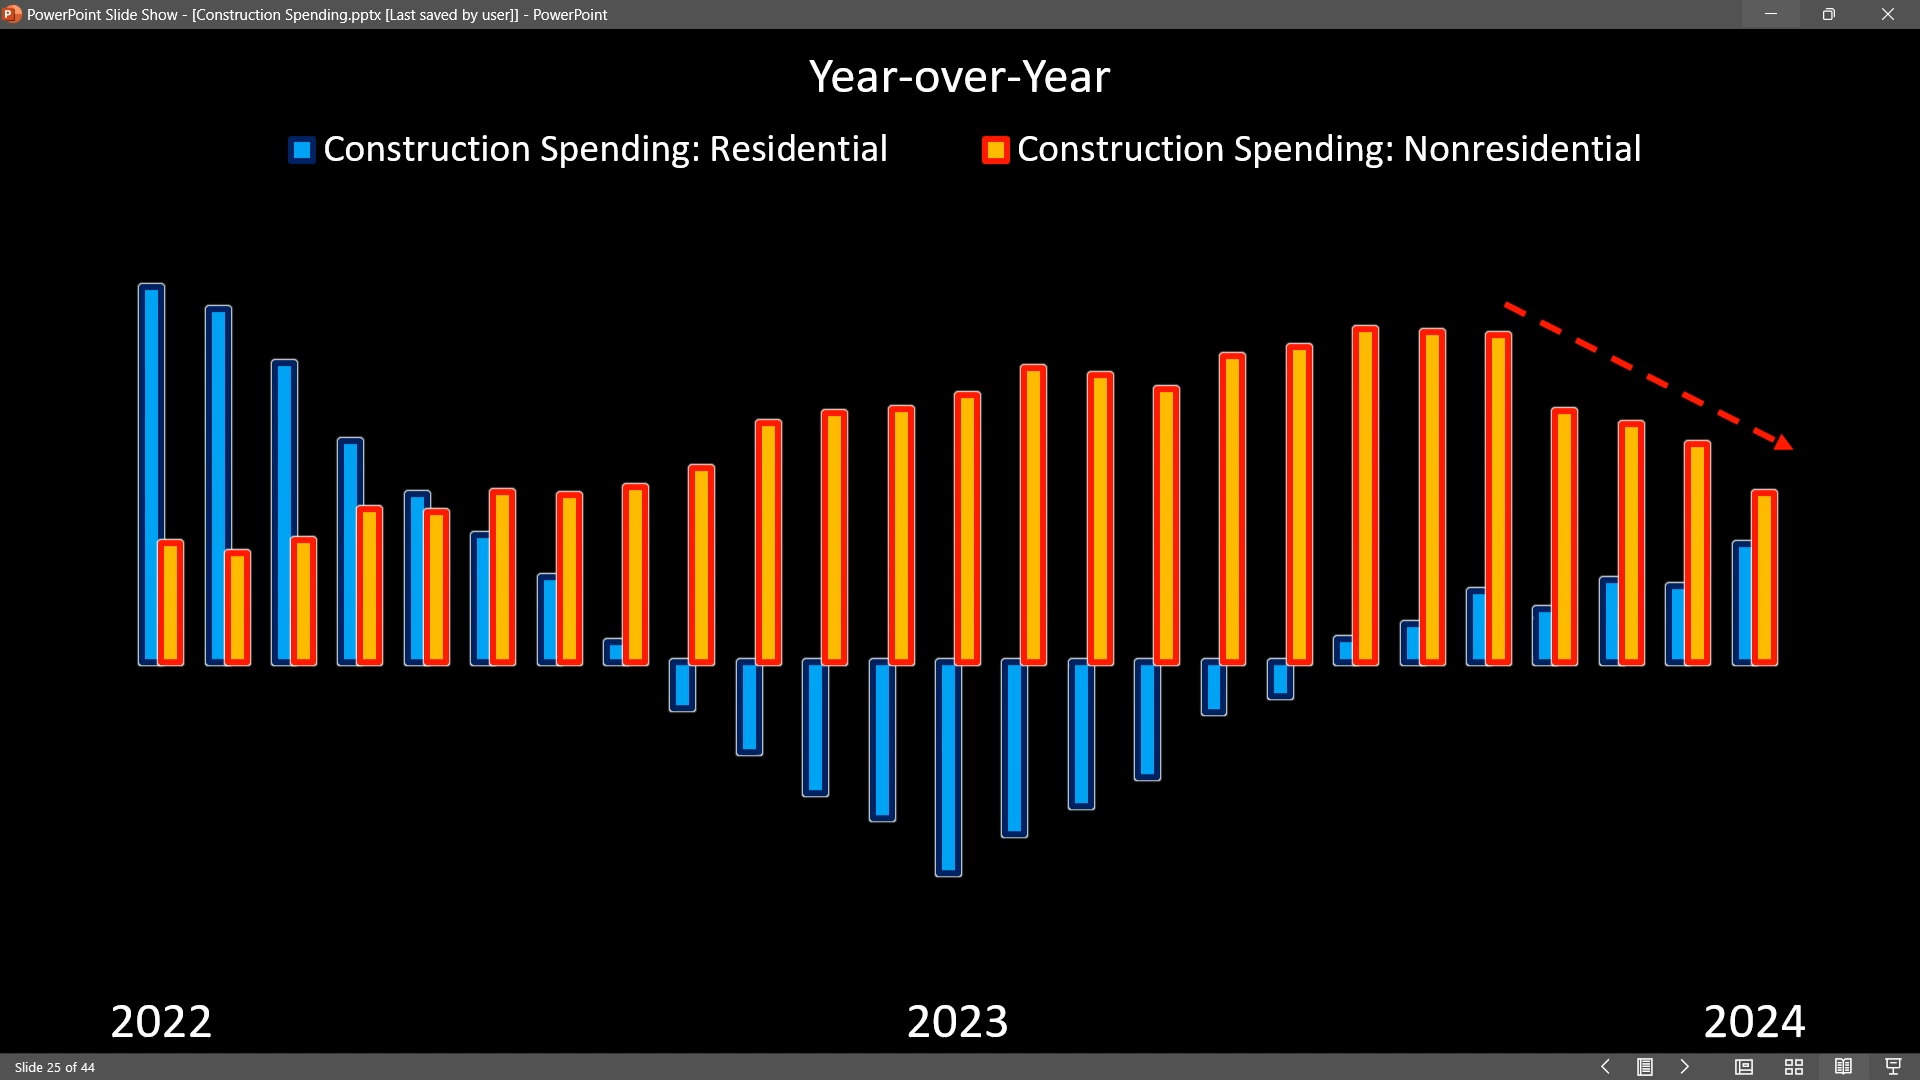 PowerPoint Slide Show - [Construction Spending.pptx [Last saved by user]] - PowerPoint
Year-over-Year
Construction Spending: Residential
Construction Spending: Nonresidential
2022
2023
2024
Slide 25 of 44